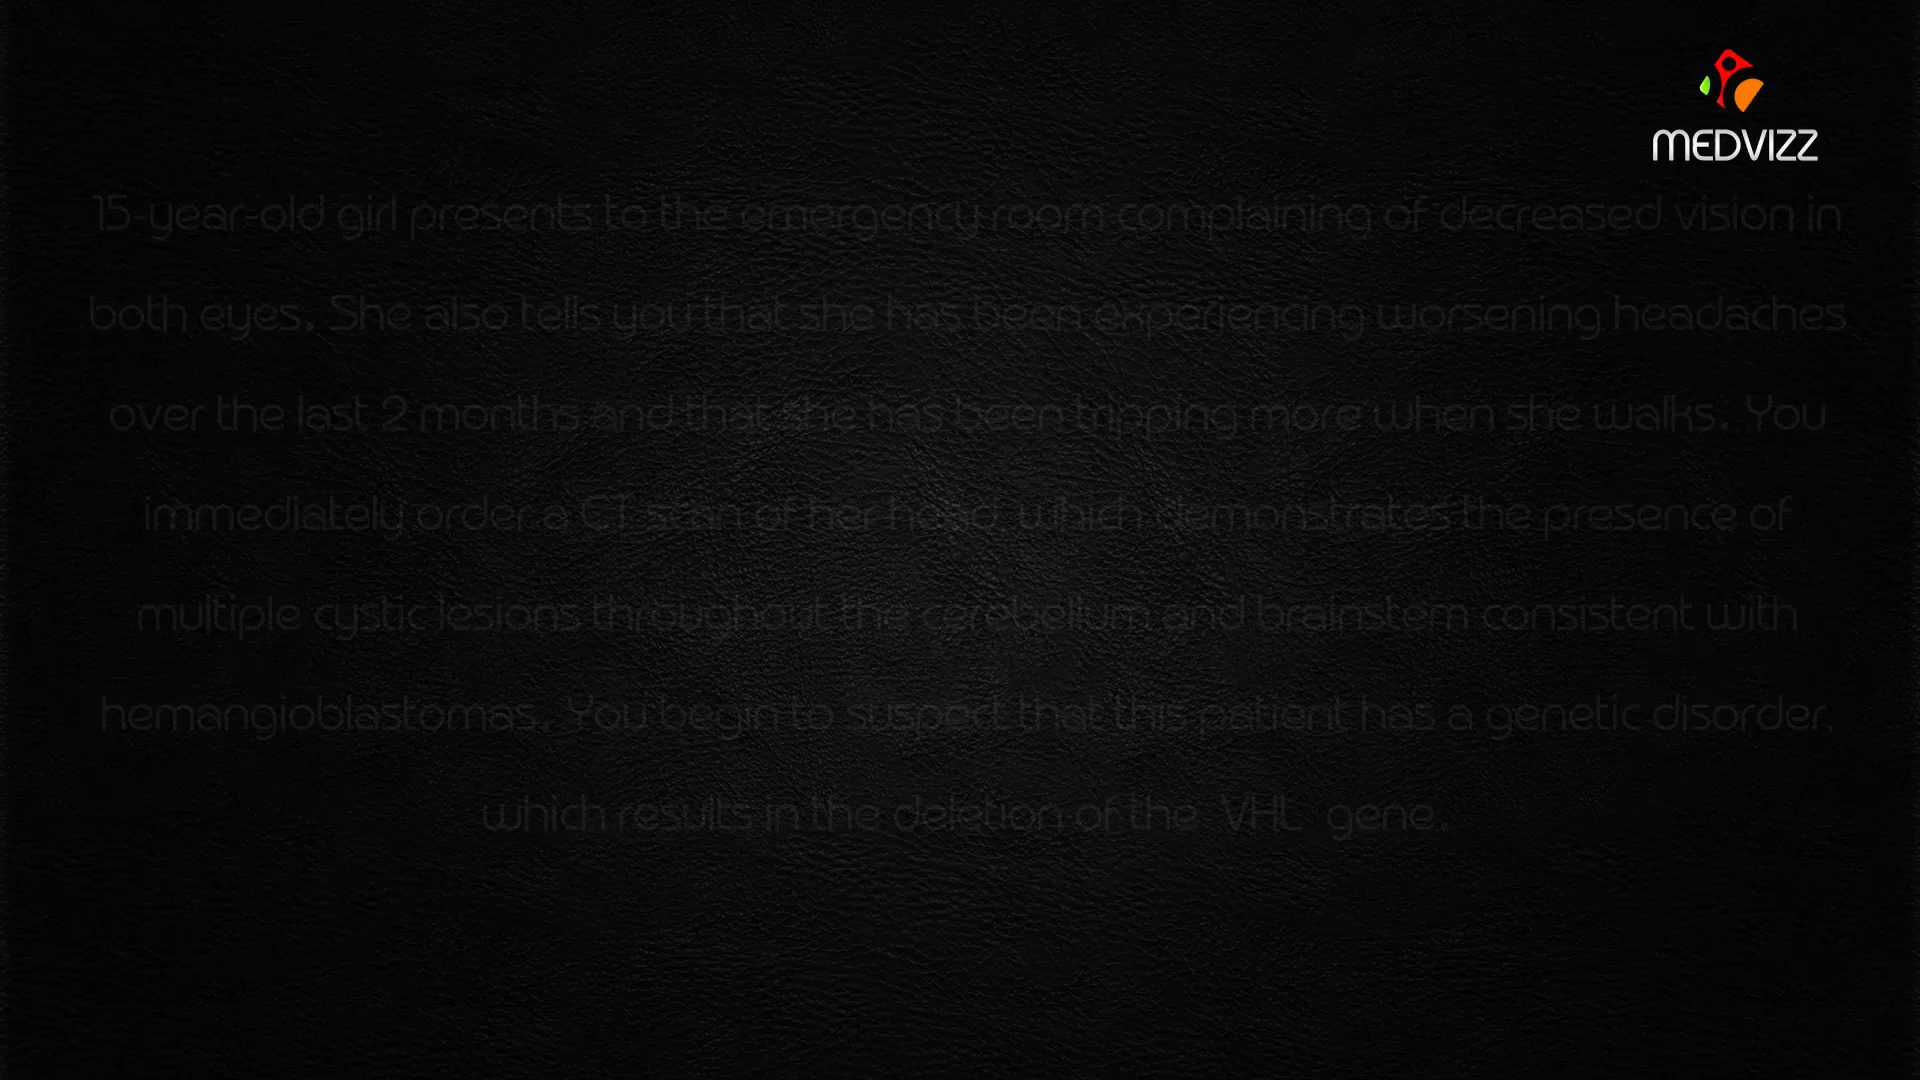 MEDVIZZ
15-year-old girl presents to the emergency room complaining of decreased vision in
both eyes. She also tells you that she has been experiencing worsening headaches
over the last 2 months and that she has been tripping more when she walks. You
immediately order a CT scan of her head, which demonstrates the presence of
multiple cystic lesions throughout the cerebellum and brainstem consistent with
hemangioblastomas. You begin to suspect that this patient has a genetic disorder,
which results in the deletion of the VHL gene.